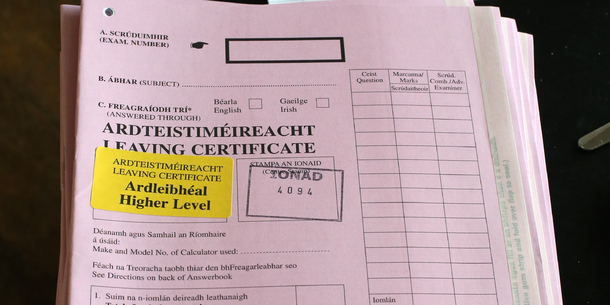 A. SCRÚDUIMHIR
(EXAM. NUMBER)
B. ÁBHAR (SUBJECT)
C. FREAGRAÍODH TRÍ*
(ANSWERED THROUGH)
Béarla
English
Gaeilge
Irish
ARDTEISTIMÉIREACHT
LEAVING CERTIFICATE
ARDTEISTIMÉIREACHT
LEAVING CERTIFICATE
Ardleibhéal
Higher Level
STAMPA AN IONAID
IONAD
4094
Déanamh agus Samhail an Ríomhaire
á úsáid:
Make and Model No. of Calculator used:
Féach na Treoracha taobh thiar den bhFreagarleabhar seo
See Directions on back of Answerbook
1. Suim na n-iomlán deireadh leathanaigh
Ceist
Question
Marcanna/
Marks
Scrúdaitheoir
Scrúd.
Comh./Adv.
Examiner
Iomlán